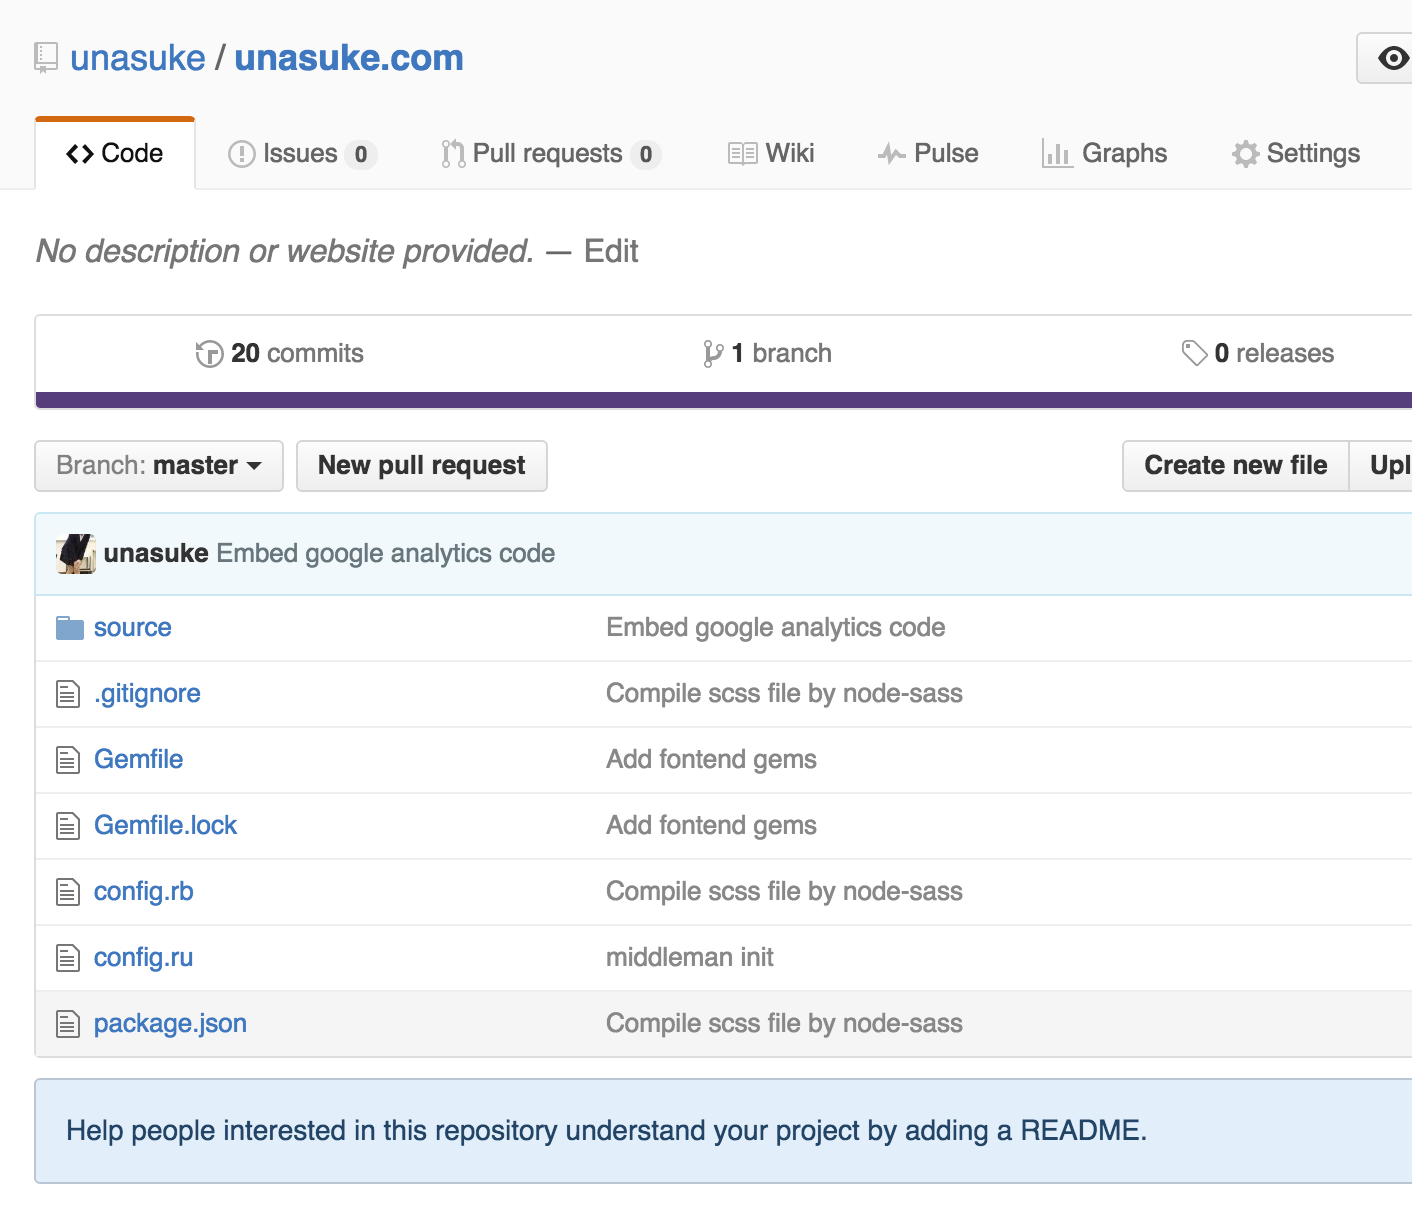 unasuke / unasuke.com
Code Issues 0 Pull requests 0 Wiki Pulse Graphs Settings
No description or website provided. — Edit
20 commits 1 branch 0 releases
Branch: master New pull request Create new file Upl
unasuke Embed google analytics code
source Embed google analytics code
.gitignore Compile scss file by node-sass
Gemfile Add fontend gems
Gemfile.lock Add fontend gems
config.rb Compile scss file by node-sass
config.ru middleman init
package.json Compile scss file by node-sass
Help people interested in this repository understand your project by adding a README.